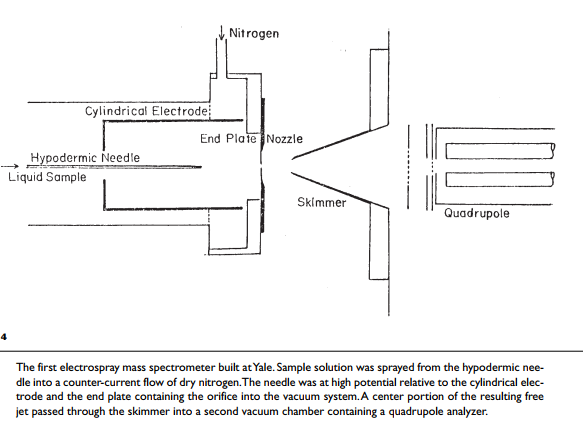 Nitrogen
Cylindrical Electrode
End Plate
Nozzle
Hypodermic Needle
Liquid Sample
Skimmer
Quadrupole
4
The first electrospray mass spectrometer built at Yale. Sample solution was sprayed from the hypodermic nee-
dle into a counter-current flow of dry nitrogen. The needle was at high potential relative to the cylindrical elec-
trode and the end plate containing the orifice into the vacuum system. A center portion of the resulting free
jet passed through the skimmer into a second vacuum chamber containing a quadrupole analyzer.